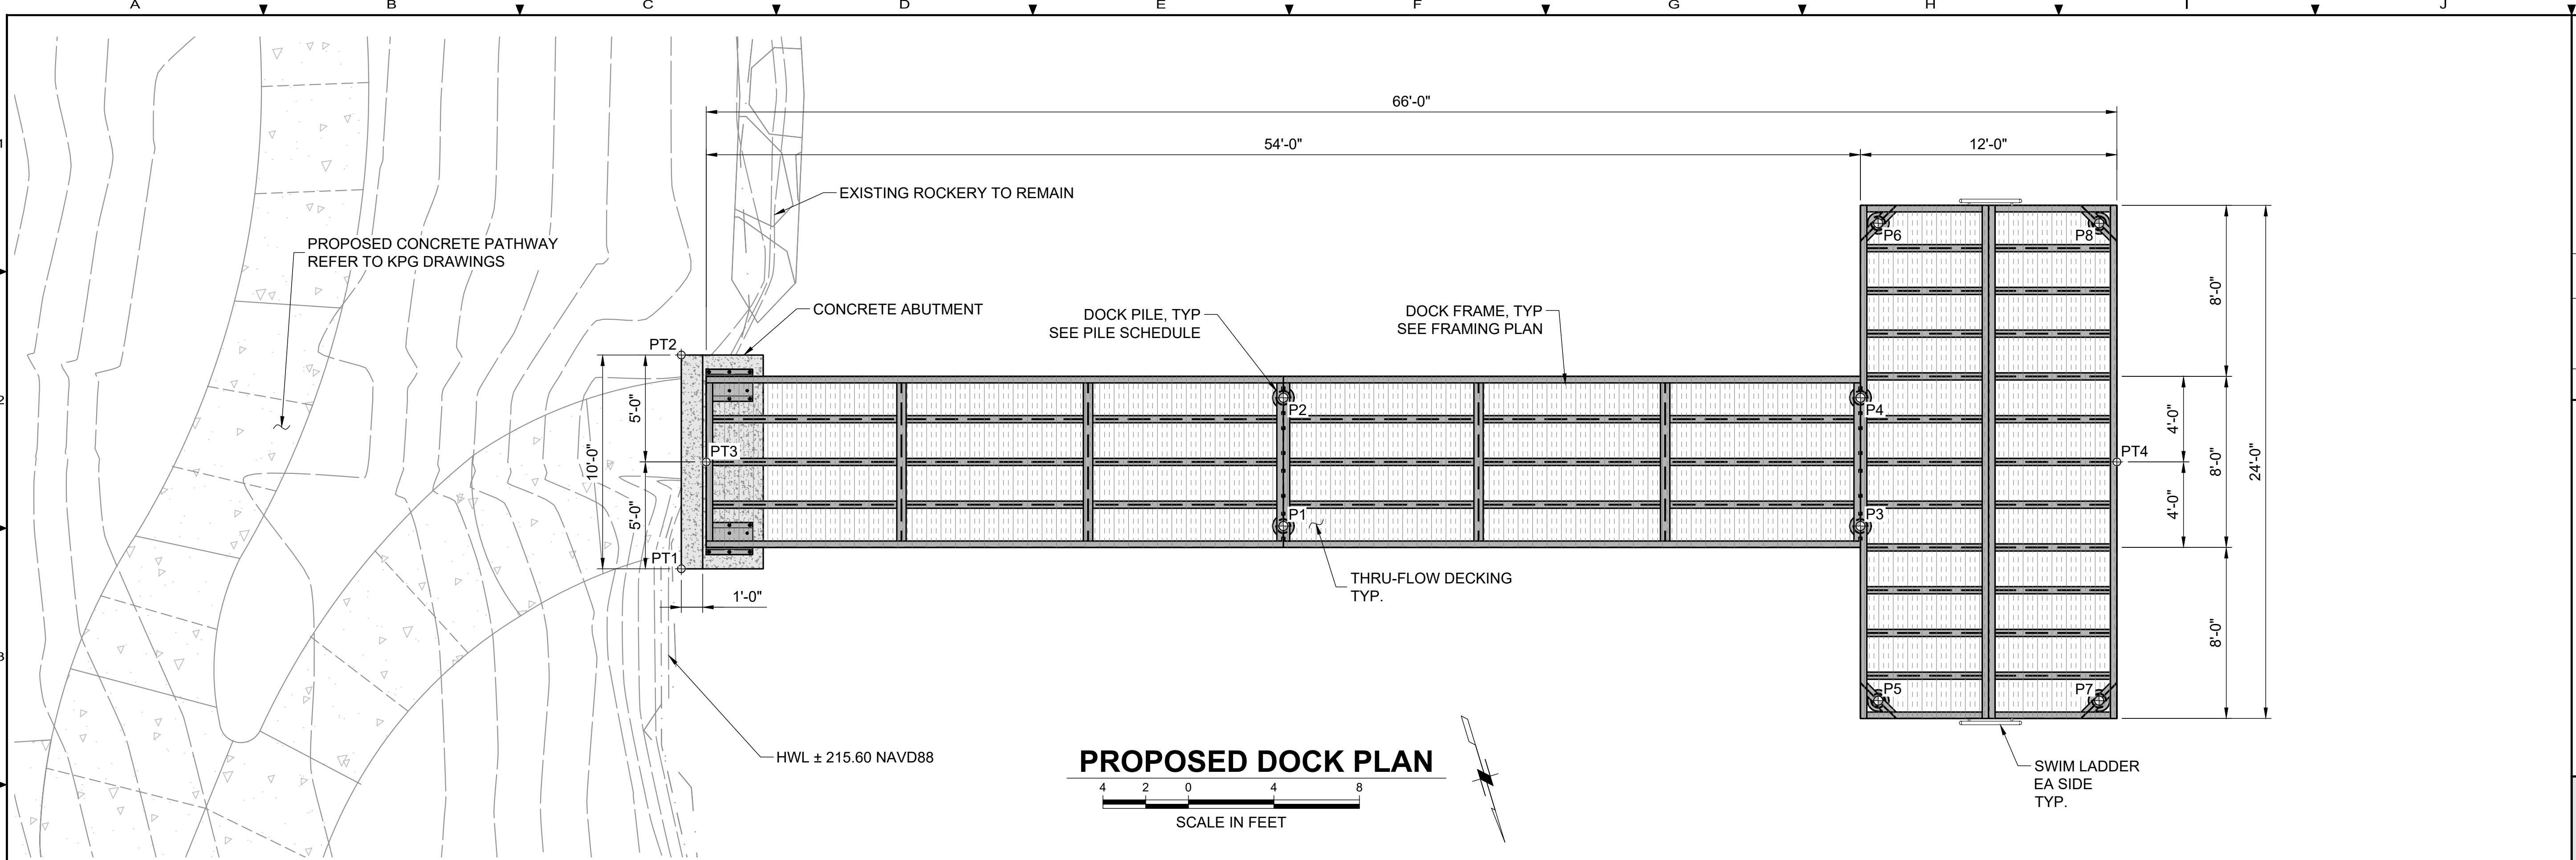 A B C D E F G H I J
1
66'-0"
54'-0"
12'-0"
EXISTING ROCKERY TO REMAIN
PROPOSED CONCRETE PATHWAY
REFER TO KPG DRAWINGS
CONCRETE ABUTMENT
DOCK PILE, TYP
SEE PILE SCHEDULE
DOCK FRAME, TYP
SEE FRAMING PLAN
P6
P8
8'-0"
PT2
2
P2
P4
5'-0"
4'-0"
10'-0"
PT3
8'-0"
24'-0"
PT4
5'-0"
4'-0"
P1
P3
PT1
1'-0"
THRU-FLOW DECKING
TYP.
8'-0"
3
P5
P7
HWL ± 215.60 NAVD88
PROPOSED DOCK PLAN
4 2 0 4 8
SCALE IN FEET
SWIM LADDER
EA SIDE
TYP.